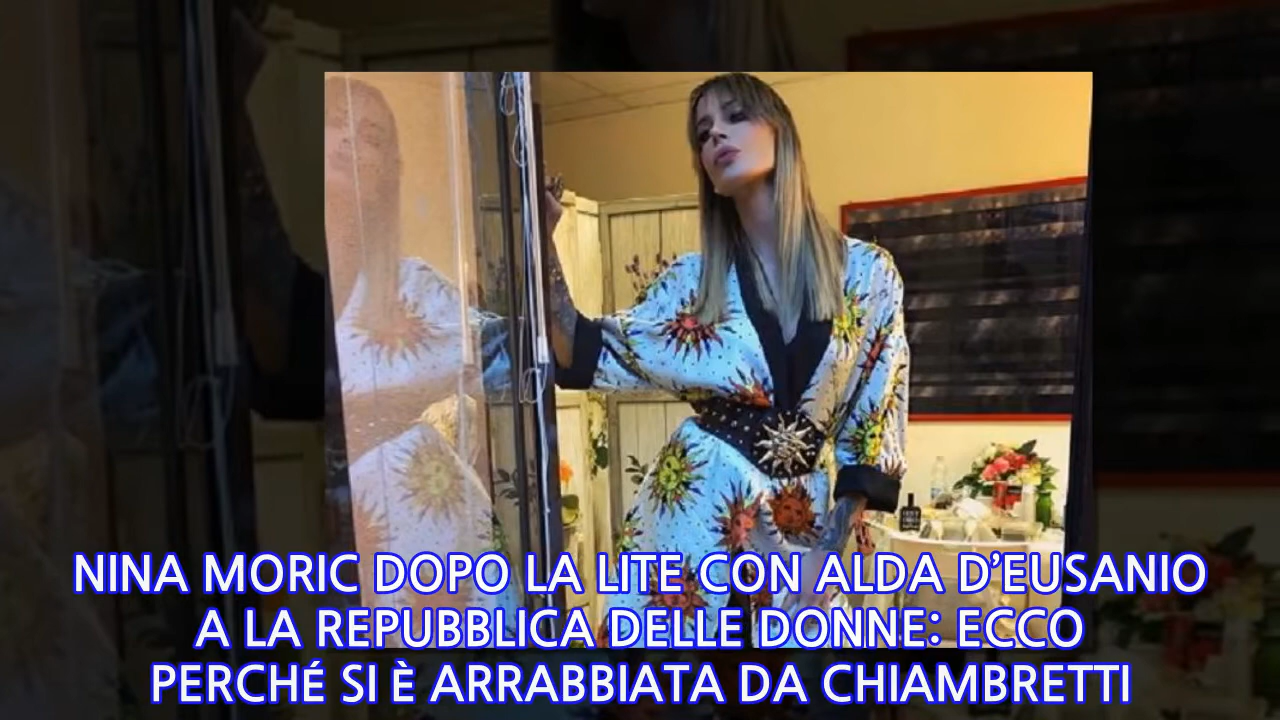 NINA MORIC DOPO LA LITE CON ALDA D’EUSANIO
A LA REPUBBLICA DELLE DONNE: ECCO
PERCHÉ SI È ARRABBIATA DA CHIAMBRETTI